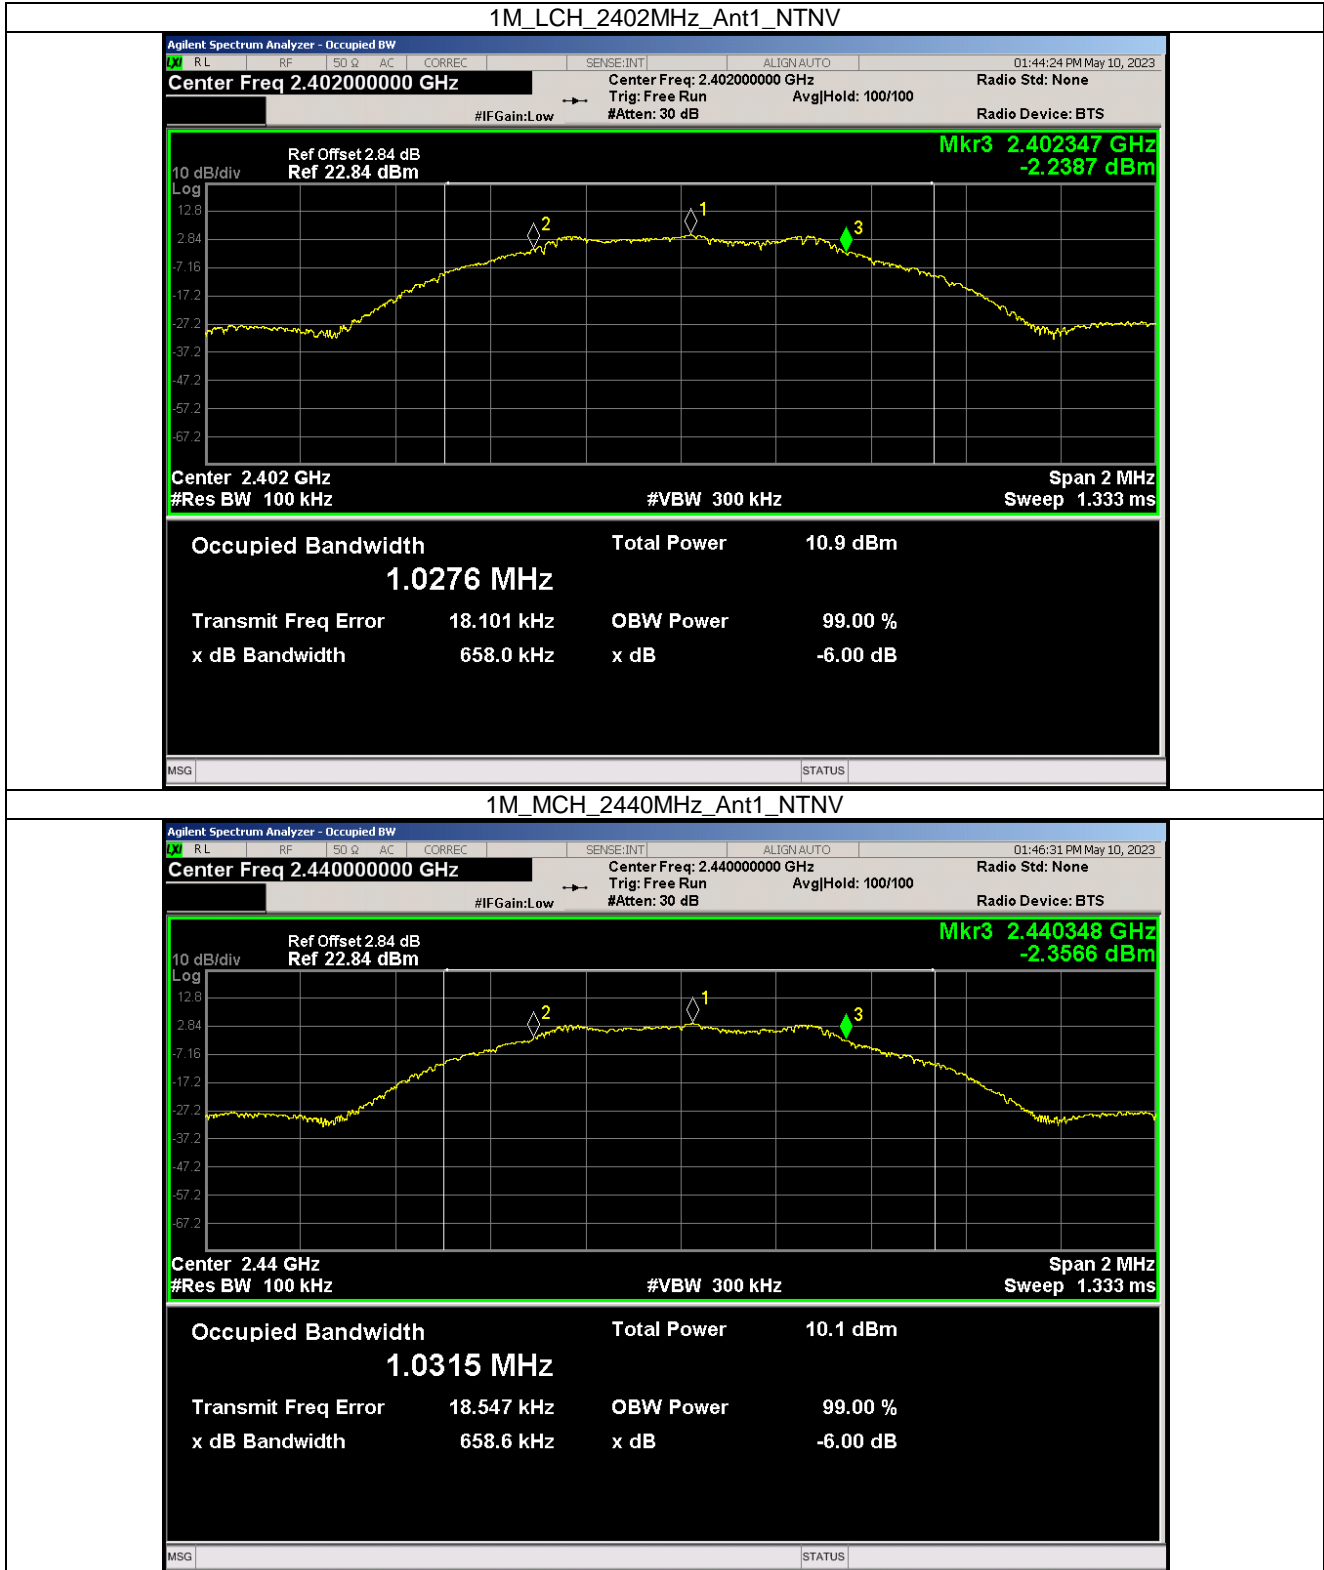 1M_LCH_2402MHz_Ant1_NTNV
Agilent Spectrum Analyzer - Occupied BW
LXI RL RF 50 Ω AC CORREC SENSE:INT ALIGN AUTO 01:44:24 PM May 10, 2023
Center Freq 2.402000000 GHz
Center Freq: 2.402000000 GHz
Radio Std: None
Trig: Free Run Avg|Hold: 100/100
#IFGain:Low #Atten: 30 dB Radio Device: BTS
Mkr3 2.402347 GHz
-2.2387 dBm
Ref Offset 2.84 dB
10 dB/div Ref 22.84 dBm
Log
12.8
2.84
-7.16
-17.2
-27.2
-37.2
-47.2
-57.2
-67.2
2
1
3
Center 2.402 GHz Span 2 MHz
#Res BW 100 kHz #VBW 300 kHz Sweep 1.333 ms
Occupied Bandwidth Total Power 10.9 dBm
1.0276 MHz
Transmit Freq Error 18.101 kHz OBW Power 99.00 %
x dB Bandwidth 658.0 kHz x dB -6.00 dB
MSG STATUS
1M_MCH_2440MHz_Ant1_NTNV
Agilent Spectrum Analyzer - Occupied BW
LXI RL RF 50 Ω AC CORREC SENSE:INT ALIGN AUTO 01:46:31 PM May 10, 2023
Center Freq 2.440000000 GHz
Center Freq: 2.440000000 GHz
Radio Std: None
Trig: Free Run Avg|Hold: 100/100
#IFGain:Low #Atten: 30 dB Radio Device: BTS
Mkr3 2.440348 GHz
-2.3566 dBm
Ref Offset 2.84 dB
10 dB/div Ref 22.84 dBm
Log
12.8
2.84
-7.16
-17.2
-27.2
-37.2
-47.2
-57.2
-67.2
2
1
3
Center 2.44 GHz Span 2 MHz
#Res BW 100 kHz #VBW 300 kHz Sweep 1.333 ms
Occupied Bandwidth Total Power 10.1 dBm
1.0315 MHz
Transmit Freq Error 18.547 kHz OBW Power 99.00 %
x dB Bandwidth 658.6 kHz x dB -6.00 dB
MSG STATUS